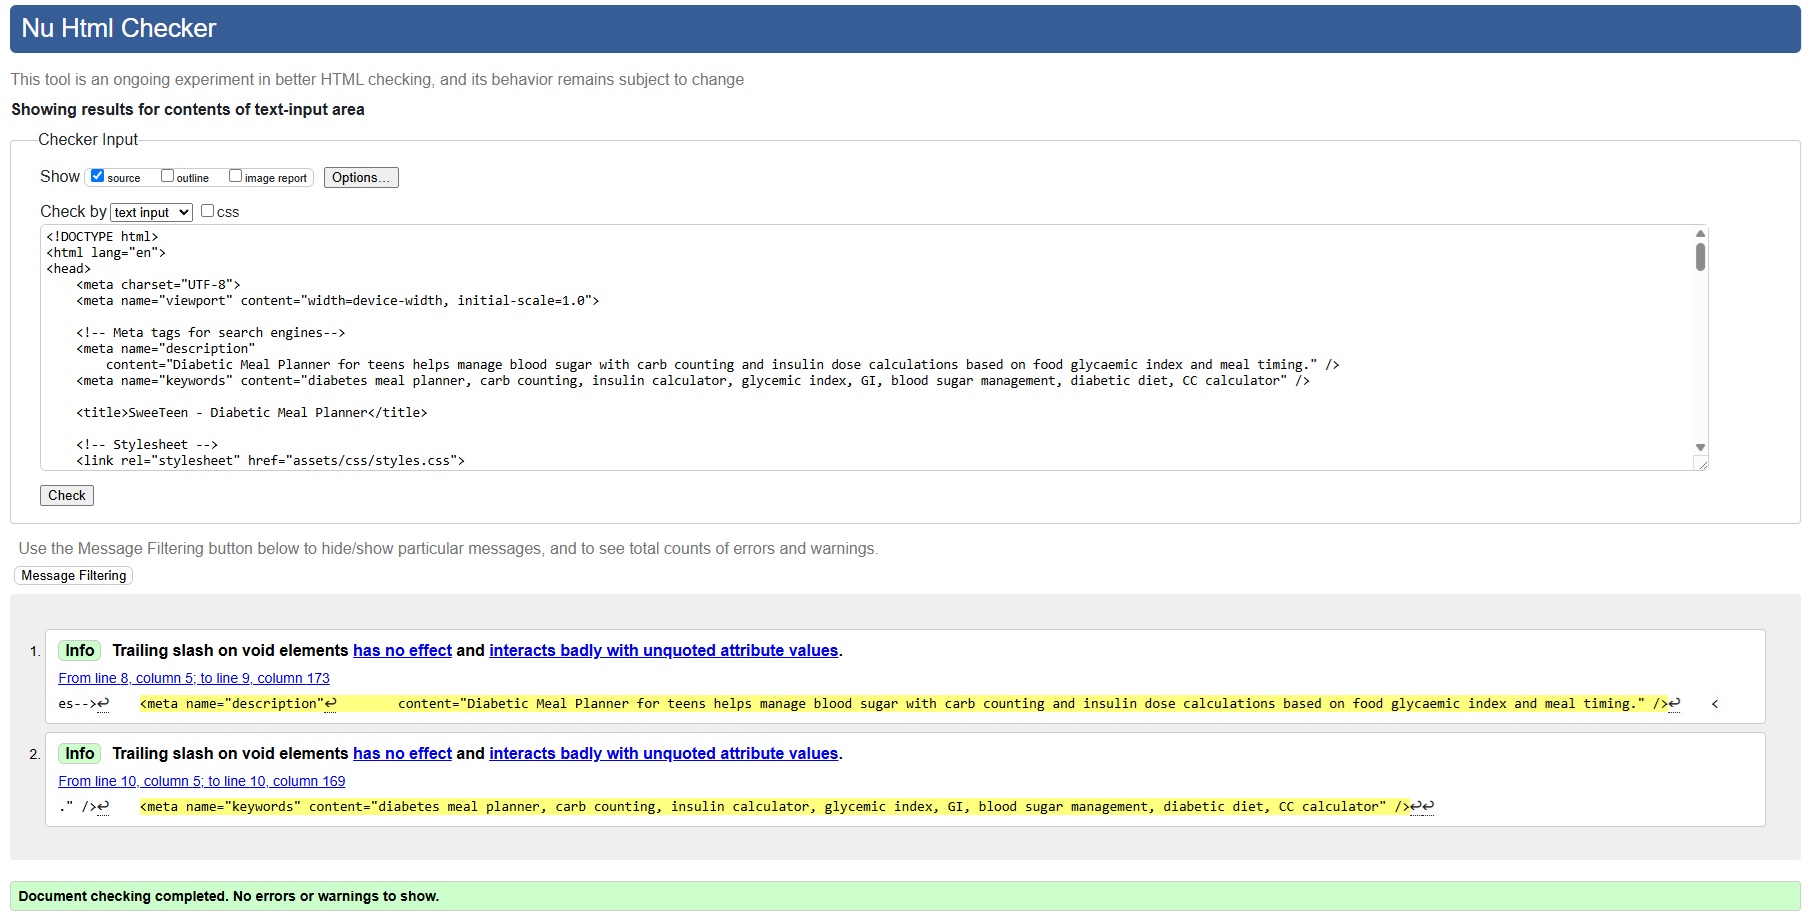 Nu Html Checker
This tool is an ongoing experiment in better HTML checking, and its behavior remains subject to change
Showing results for contents of text-input area
Checker Input
Show source outline image report Options...
Check by text input css
<!DOCTYPE html>
<html lang="en">
<head>
    <meta charset="UTF-8">
    <meta name="viewport" content="width=device-width, initial-scale=1.0">
    <!-- Meta tags for search engines-->
    <meta name="description"
        content="Diabetic Meal Planner for teens helps manage blood sugar with carb counting and insulin dose calculations based on food glycaemic index and meal timing." />
    <meta name="keywords" content="diabetes meal planner, carb counting, insulin calculator, glycemic index, GI, blood sugar management, diabetic diet, CC calculator" />
    <title>SweeTeen - Diabetic Meal Planner</title>
    <!-- Stylesheet -->
    <link rel="stylesheet" href="assets/css/styles.css">
Check
Use the Message Filtering button below to hide/show particular messages, and to see total counts of errors and warnings.
Message Filtering
1. Info Trailing slash on void elements has no effect and interacts badly with unquoted attribute values.
From line 8, column 5; to line 9, column 173
es-->↩    <meta name="description"↩        content="Diabetic Meal Planner for teens helps manage blood sugar with carb counting and insulin dose calculations based on food glycaemic index and meal timing." />↩    <
2. Info Trailing slash on void elements has no effect and interacts badly with unquoted attribute values.
From line 10, column 5; to line 10, column 169
." />↩    <meta name="keywords" content="diabetes meal planner, carb counting, insulin calculator, glycemic index, GI, blood sugar management, diabetic diet, CC calculator" />↩↩
Document checking completed. No errors or warnings to show.